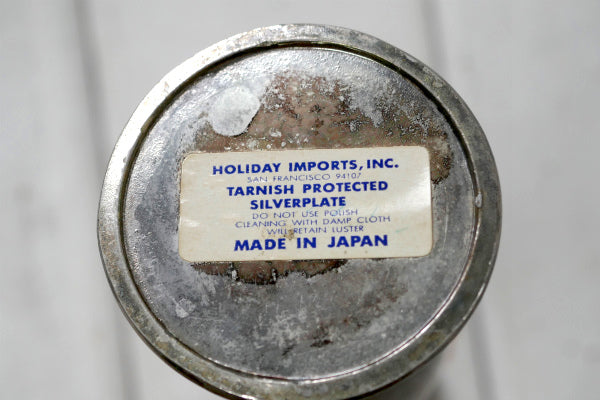 HOLIDAY IMPORTS, INC.
SAN FRANCISCO 94107
TARNISH PROTECTED
SILVERPLATE
DO NOT USE POLISH
CLEANING WITH DAMP CLOTH
WILL RETAIN LUSTER
MADE IN JAPAN